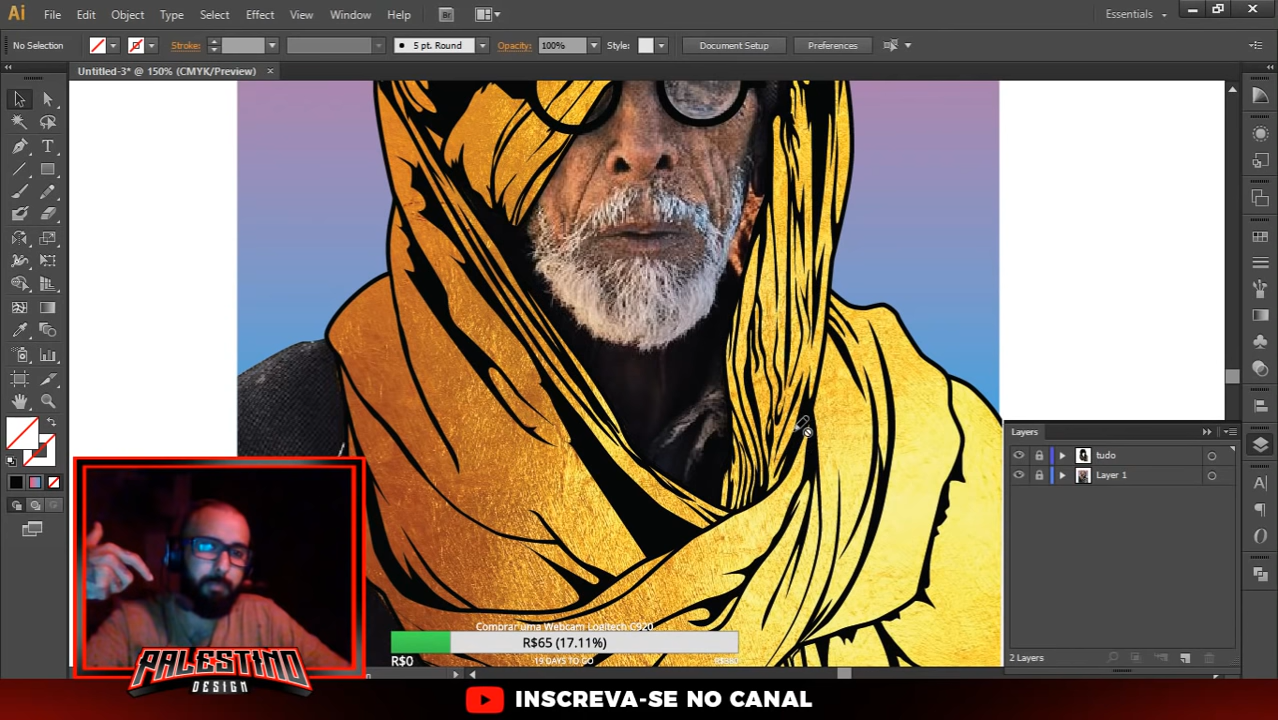 Ai File Edit Object Type Select Effect View Window Help Br Essentials
No Selection Stroke: 5 pt. Round Opacity: 100% Style: Document Setup Preferences
Untitled-3* @ 150% (CMYK/Preview)
Layers
tudo
Layer 1
2 Layers
Comprar uma Webcam Logitech C920
R$65 (17.11%)
R$0 19 DAYS TO GO R$380
PALESTINO
DESIGN
INSCREVA-SE NO CANAL